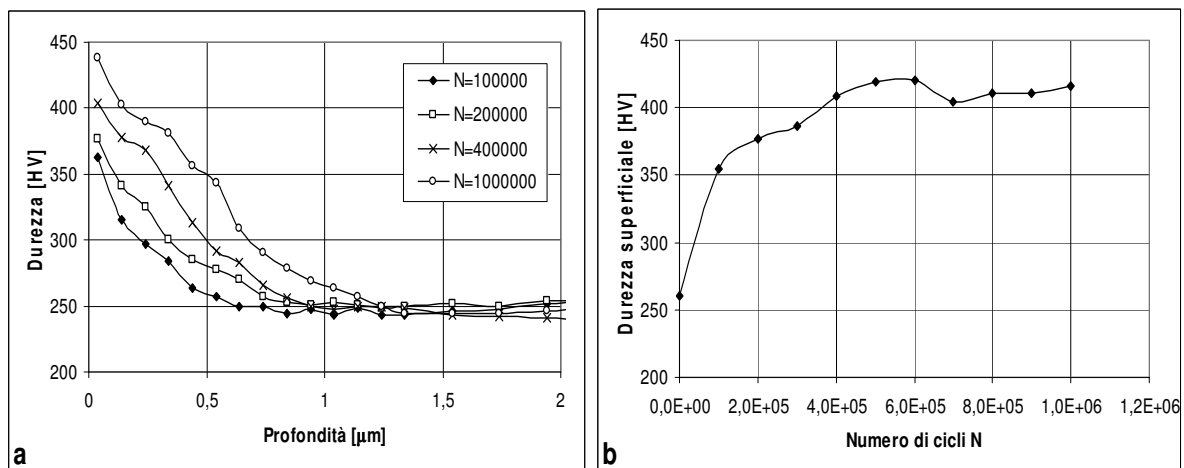 450
400
350
300
250
200
Durezza [HV]
0
0,5
1
1,5
2
Profondità [μm]
N=100000
N=200000
N=400000
N=1000000
a
450
400
350
300
250
200
Durezza superficiale [HV]
0,0E+00
2,0E+05
4,0E+05
6,0E+05
8,0E+05
1,0E+06
1,2E+06
Numero di cicli N
b